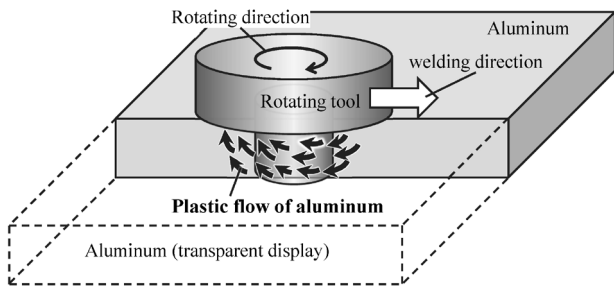 Rotating direction
Aluminum
welding direction
Rotating tool
Plastic flow of aluminum
Aluminum (transparent display)